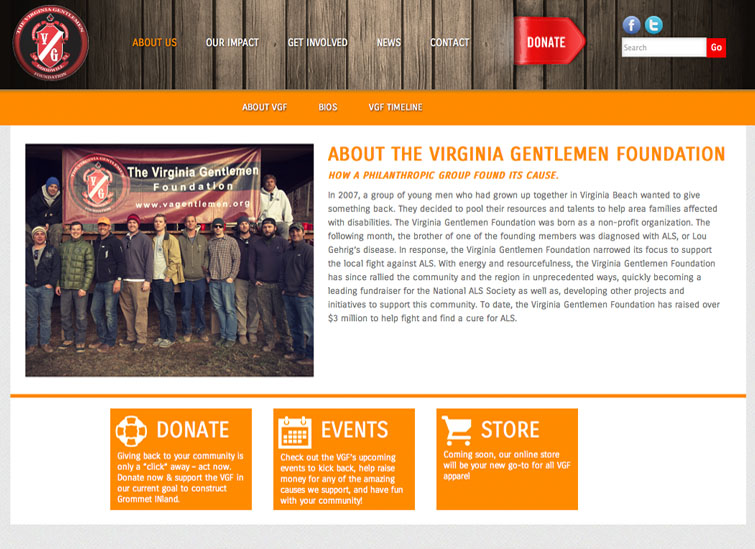 THE VIRGINIA GENTLEMEN
VG
FOUNDATION
ABOUT US
OUR IMPACT
GET INVOLVED
NEWS
CONTACT
DONATE
Search
Go
ABOUT VGF
BIOS
VGF TIMELINE
The Virginia Gentlemen
Foundation
www.vagentlemen.org
ABOUT THE VIRGINIA GENTLEMEN FOUNDATION
HOW A PHILANTHROPIC GROUP FOUND ITS CAUSE.
In 2007, a group of young men who had grown up together in Virginia Beach wanted to give
something back. They decided to pool their resources and talents to help area families affected
with disabilities. The Virginia Gentlemen Foundation was born as a non-profit organization. The
following month, the brother of one of the founding members was diagnosed with ALS, or Lou
Gehrig's disease. In response, the Virginia Gentlemen Foundation narrowed its focus to support
the local fight against ALS. With energy and resourcefulness, the Virginia Gentlemen Foundation
has since rallied the community and the region in unprecedented ways, quickly becoming a
leading fundraiser for the National ALS Society as well as, developing other projects and
initiatives to support this community. To date, the Virginia Gentlemen Foundation has raised over
$3 million to help fight and find a cure for ALS.
DONATE
Giving back to your community is
only a "click" away – act now.
Donate now & support the VGF in
our current goal to construct
Grommet INland.
EVENTS
Check out the VGF's upcoming
events to kick back, help raise
money for any of the amazing
causes we support, and have fun
with your community!
STORE
Coming soon, our online store
will be your new go-to for all VGF
apparel